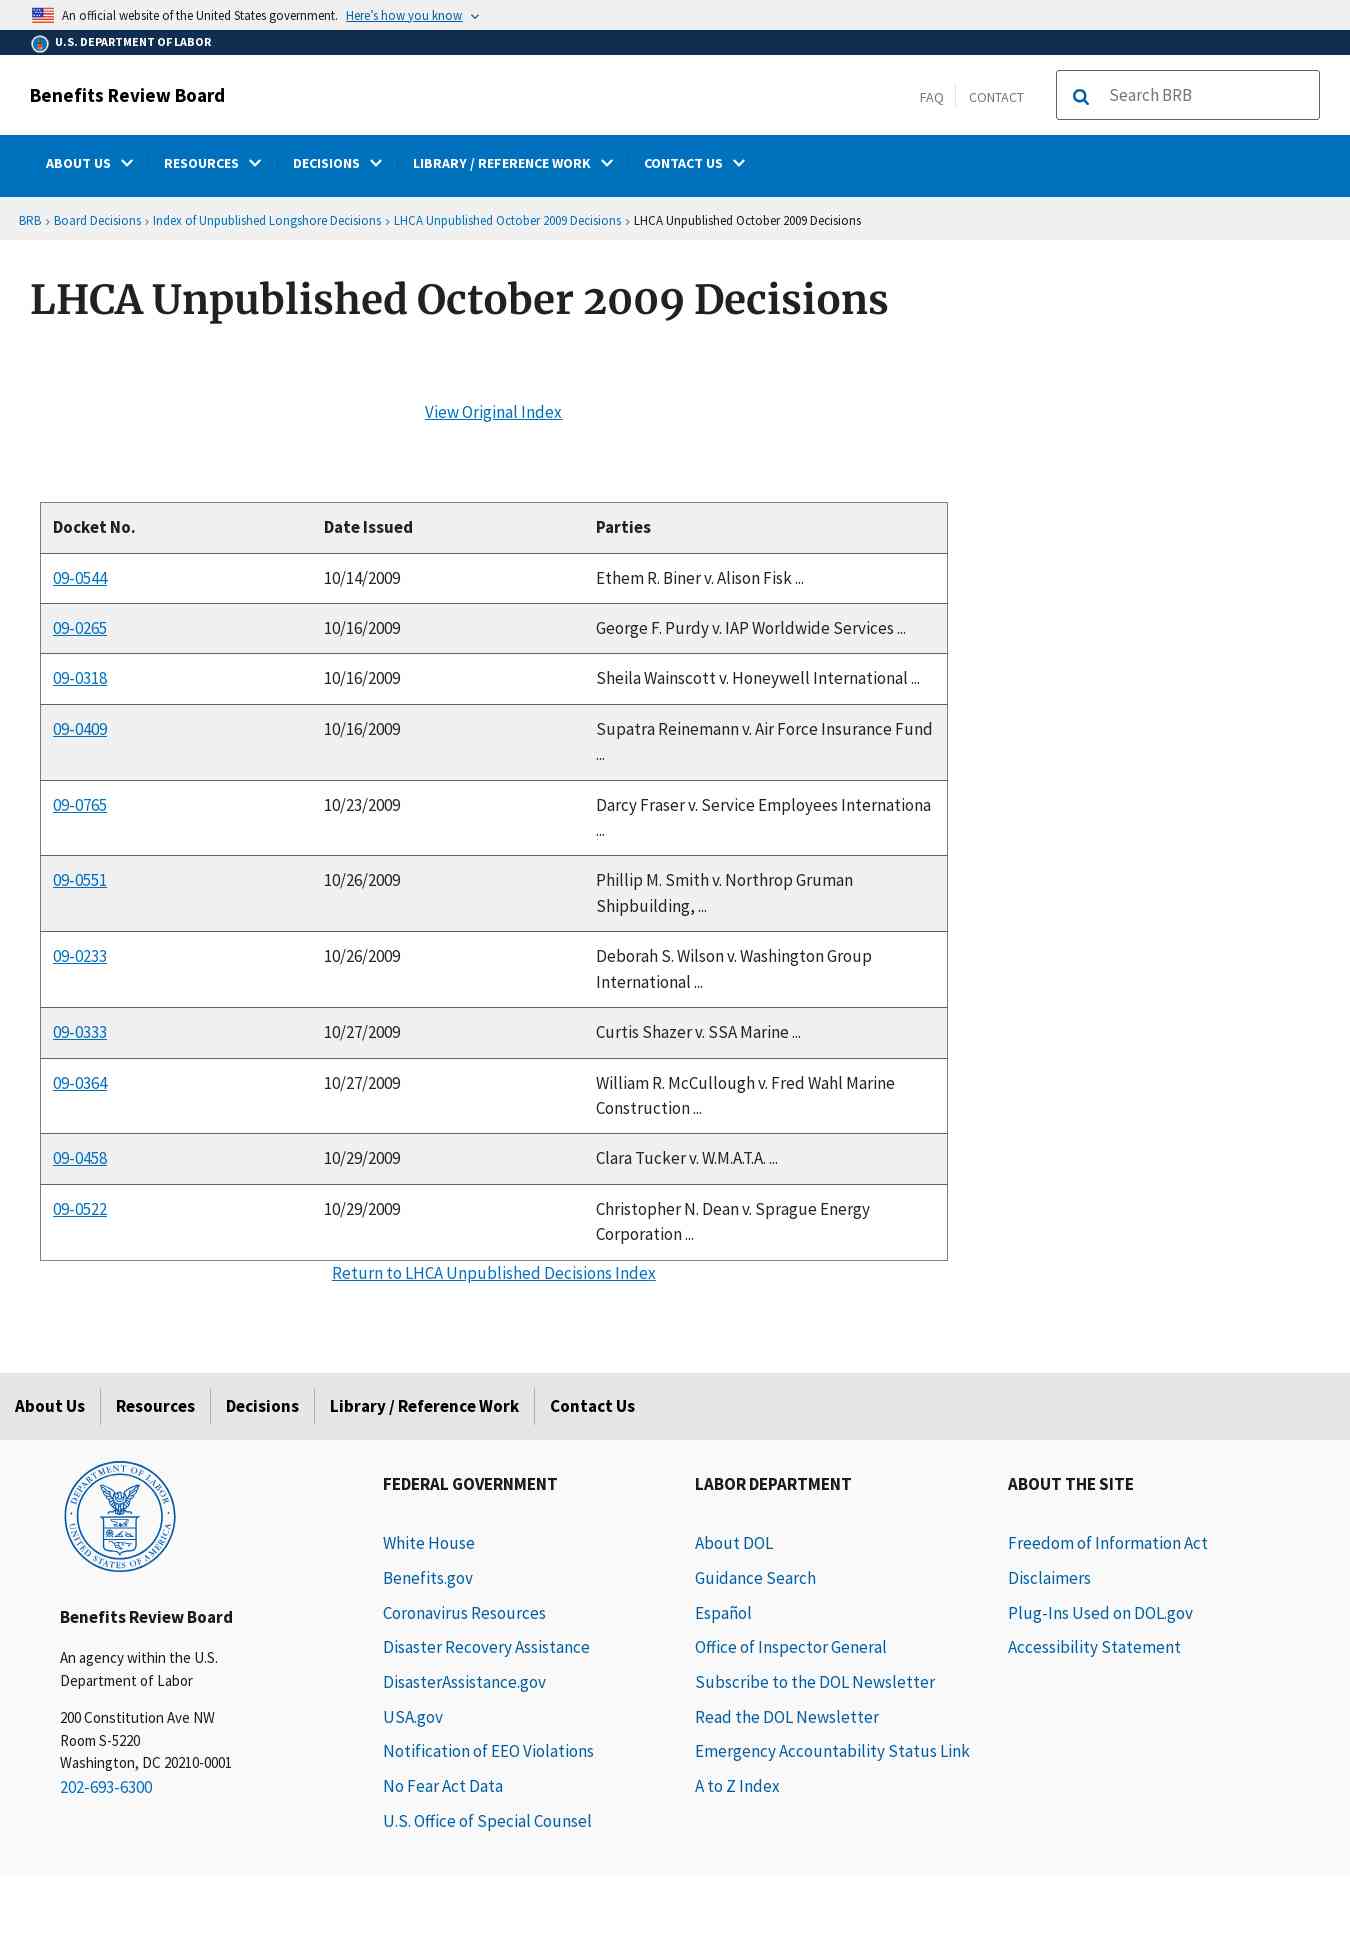 An official website of the United States government. Here's how you know
U.S. DEPARTMENT OF LABOR
Benefits Review Board
FAQ
CONTACT
Search BRB
ABOUT US
RESOURCES
DECISIONS
LIBRARY / REFERENCE WORK
CONTACT US
BRB › Board Decisions › Index of Unpublished Longshore Decisions › LHCA Unpublished October 2009 Decisions › LHCA Unpublished October 2009 Decisions
LHCA Unpublished October 2009 Decisions
View Original Index
Docket No. Date Issued Parties
09-0544 10/14/2009 Ethem R. Biner v. Alison Fisk ...
09-0265 10/16/2009 George F. Purdy v. IAP Worldwide Services ...
09-0318 10/16/2009 Sheila Wainscott v. Honeywell International ...
09-0409 10/16/2009 Supatra Reinemann v. Air Force Insurance Fund
...
09-0765 10/23/2009 Darcy Fraser v. Service Employees Internationa
...
09-0551 10/26/2009 Phillip M. Smith v. Northrop Gruman
Shipbuilding, ...
09-0233 10/26/2009 Deborah S. Wilson v. Washington Group
International ...
09-0333 10/27/2009 Curtis Shazer v. SSA Marine ...
09-0364 10/27/2009 William R. McCullough v. Fred Wahl Marine
Construction ...
09-0458 10/29/2009 Clara Tucker v. W.M.A.T.A. ...
09-0522 10/29/2009 Christopher N. Dean v. Sprague Energy
Corporation ...
Return to LHCA Unpublished Decisions Index
About Us
Resources
Decisions
Library / Reference Work
Contact Us
DEPARTMENT OF LABOR
UNITED STATES OF AMERICA
Benefits Review Board
An agency within the U.S.
Department of Labor
200 Constitution Ave NW
Room S-5220
Washington, DC 20210-0001
202-693-6300
FEDERAL GOVERNMENT
White House
Benefits.gov
Coronavirus Resources
Disaster Recovery Assistance
DisasterAssistance.gov
USA.gov
Notification of EEO Violations
No Fear Act Data
U.S. Office of Special Counsel
LABOR DEPARTMENT
About DOL
Guidance Search
Español
Office of Inspector General
Subscribe to the DOL Newsletter
Read the DOL Newsletter
Emergency Accountability Status Link
A to Z Index
ABOUT THE SITE
Freedom of Information Act
Disclaimers
Plug-Ins Used on DOL.gov
Accessibility Statement